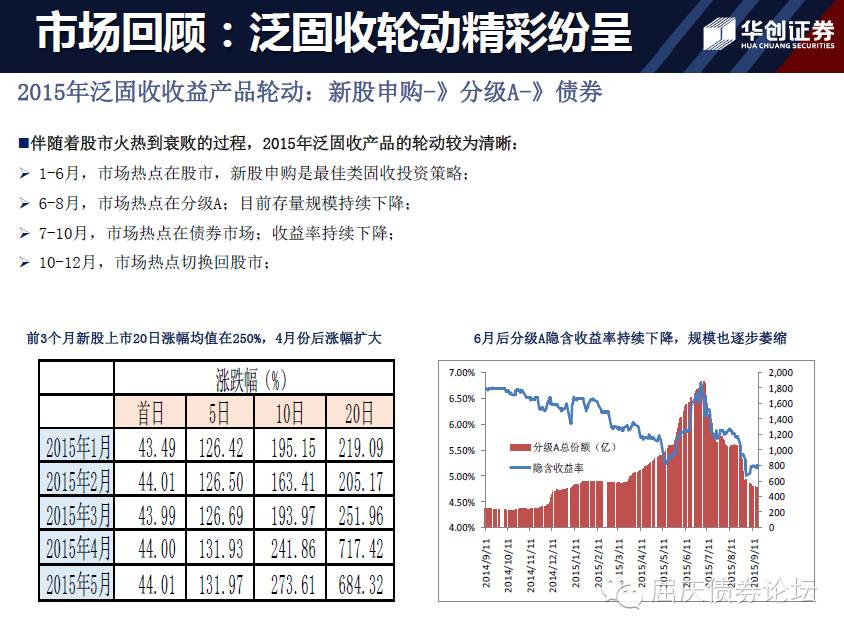 市场回顾：泛固收轮动精彩纷呈
华创证券
HUA CHUANG SECURITIES
2015年泛固收收益产品轮动：新股申购-》分级A-》债券
■伴随着股市火热到衰败的过程，2015年泛固收产品的轮动较为清晰：
➢ 1-6月，市场热点在股市，新股申购是最佳类固收投资策略；
➢ 6-8月，市场热点在分级A；目前存量规模持续下降；
➢ 7-10月，市场热点在债券市场；收益率持续下降；
➢ 10-12月，市场热点切换回股市；
前3个月新股上市20日涨幅均值在250%，4月份后涨幅扩大
涨跌幅（%）
首日 5日 10日 20日
2015年1月 43.49 126.42 195.15 219.09
2015年2月 44.01 126.50 163.41 205.17
2015年3月 43.99 126.69 193.97 251.96
2015年4月 44.00 131.93 241.86 717.42
2015年5月 44.01 131.97 273.61 684.32
6月后分级A隐含收益率持续下降，规模也逐步萎缩
7.00%
6.50%
6.00%
5.50%
5.00%
4.50%
4.00%
2,000
1,800
1,600
1,400
1,200
1,000
800
600
400
200
0
分级A总份额（亿）
隐含收益率
2014/9/11
2014/10/11
2014/11/11
2014/12/11
2015/1/11
2015/2/11
2015/3/11
2015/4/11
2015/5/11
2015/6/11
2015/7/11
2015/8/11
2015/9/11
屈庆债券论坛